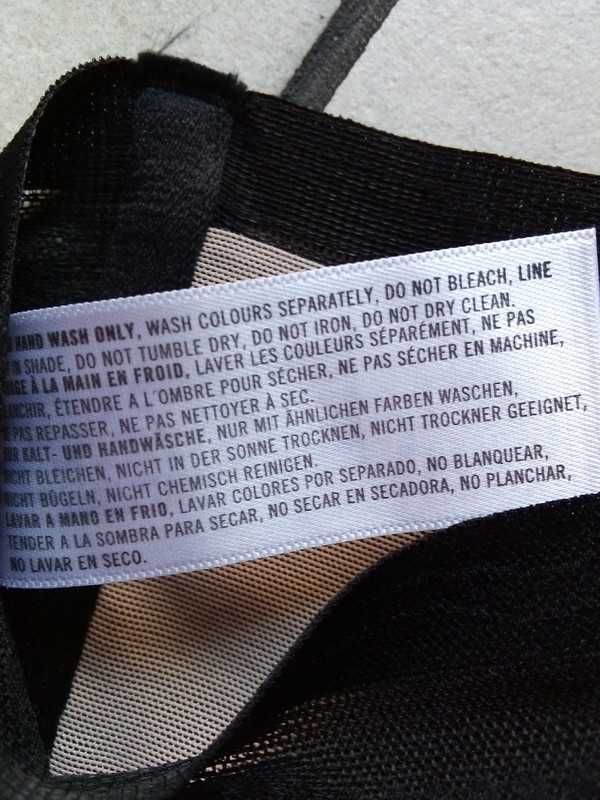 HAND WASH ONLY, WASH COLOURS SEPARATELY, DO NOT BLEACH, LINE
IN SHADE, DO NOT TUMBLE DRY, DO NOT IRON, DO NOT DRY CLEAN.
À LA MAIN EN FROID, LAVER LES COULEURS SÉPARÉMENT, NE PAS
ÉTENDRE A L'OMBRE POUR SÉCHER, NE PAS SÉCHER EN MACHINE,
PAS REPASSER, NE PAS NETTOYER À SEC.
KALT- UND HANDWÄSCHE, NUR MIT ÄHNLICHEN FARBEN WASCHEN,
NICHT BLEICHEN, NICHT IN DER SONNE TROCKNEN, NICHT TROCKNER GEEIGNET,
NICHT BÜGELN, NICHT CHEMISCH REINIGEN.
LAVAR A MANO EN FRIO, LAVAR COLORES POR SEPARADO, NO BLANQUEAR,
TENDER A LA SOMBRA PARA SECAR, NO SECAR EN SECADORA, NO PLANCHAR,
NO LAVAR EN SECO.